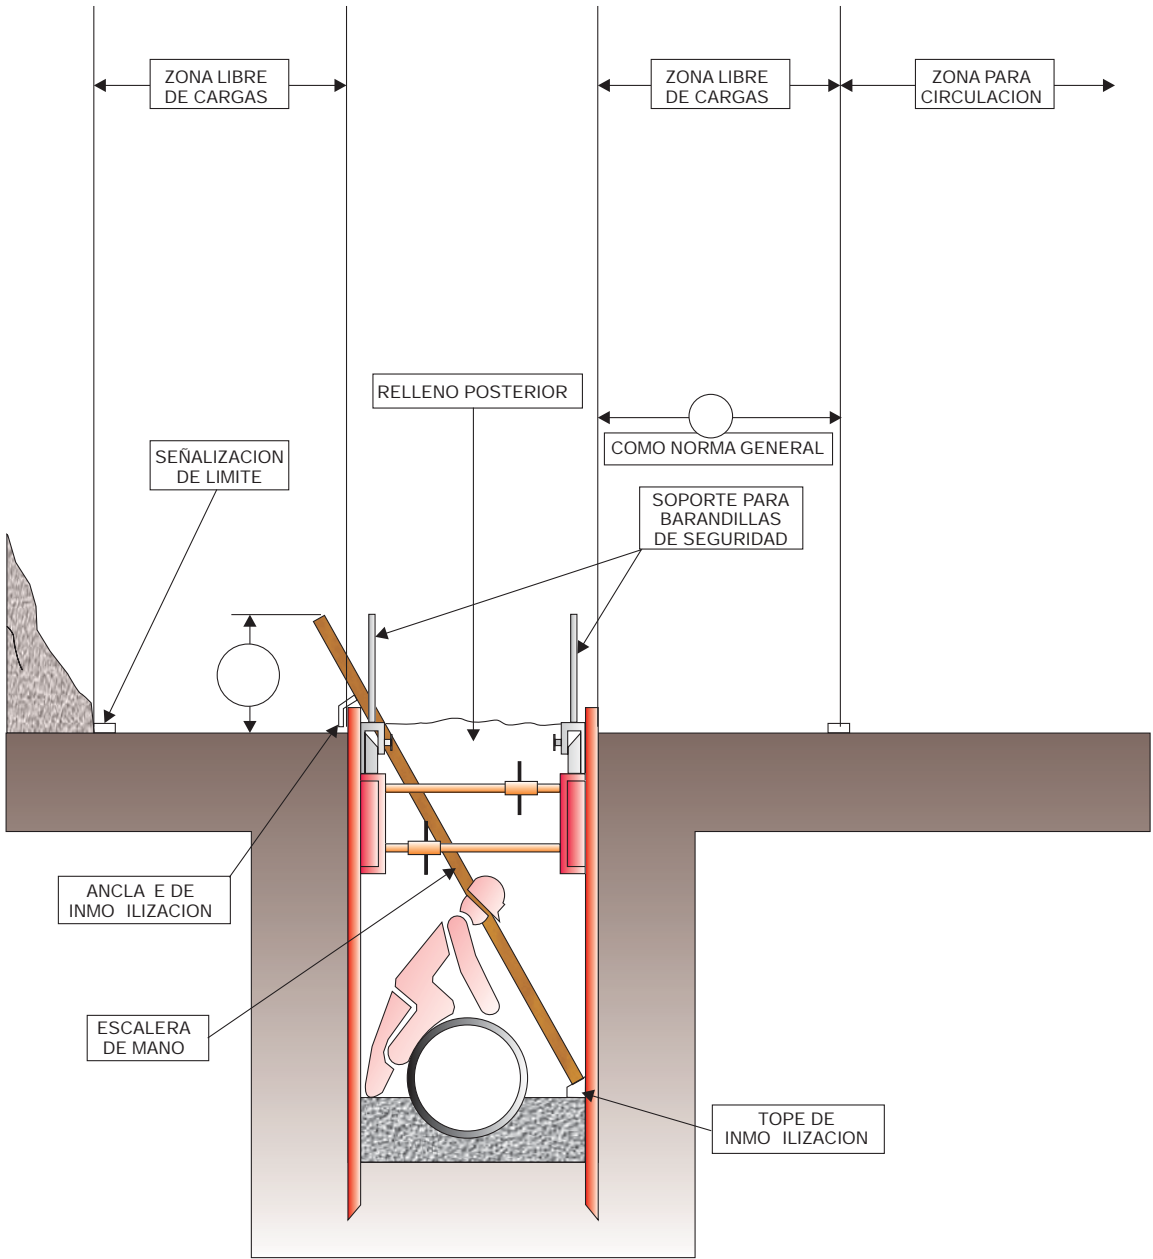 ZONA LIBRE
DE CARGAS
ZONA LIBRE
DE CARGAS
ZONA PARA
CIRCULACION
RELLENO POSTERIOR
COMO NORMA GENERAL
SEÑALIZACION
DE LIMITE
SOPORTE PARA
BARANDILLAS
DE SEGURIDAD
ANCLA E DE
INMO ILIZACION
ESCALERA
DE MANO
TOPE DE
INMO ILIZACION